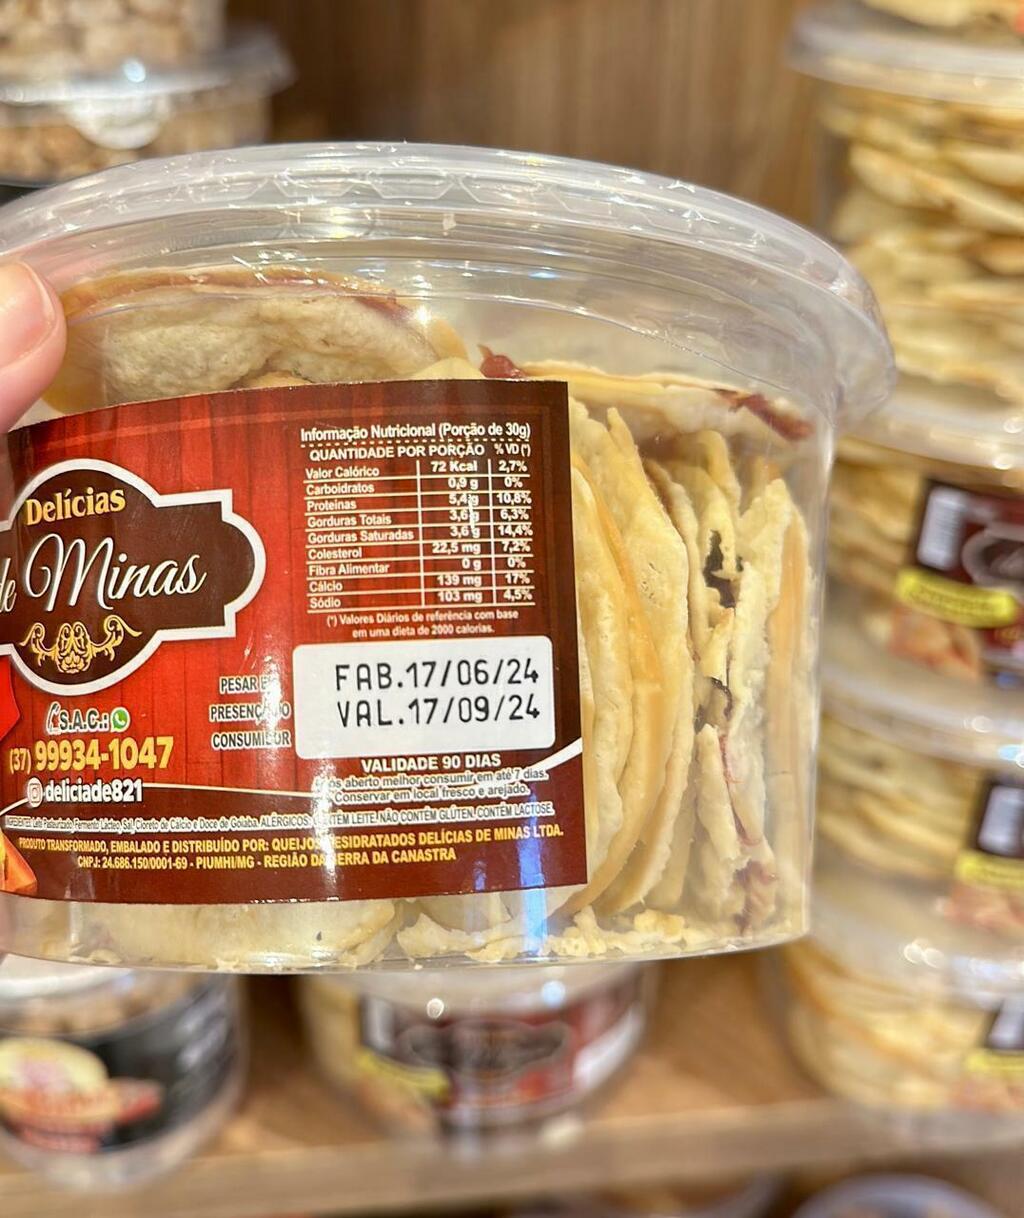 Delícias
de Minas
S.A.C.:
(37) 99934-1047
deliciade821
Informação Nutricional (Porção de 30g)
QUANTIDADE POR PORÇÃO % VD (*)
Valor Calórico 72 Kcal 2,7%
Carboidratos 0,9 g 0%
Proteínas 5,4 g 10,8%
Gorduras Totais 3,6 g 6,3%
Gorduras Saturadas 3,6 g 14,4%
Colesterol 22,5 mg 7,2%
Fibra Alimentar 0 g 0%
Cálcio 139 mg 17%
Sódio 103 mg 4,5%
(*) Valores Diários de referência com base
em uma dieta de 2000 calorias.
PESAR
PRESENÇA
CONSUMIDOR
FAB.17/06/24
VAL.17/09/24
VALIDADE 90 DIAS
Após aberto melhor consumir em até 7 dias.
Conservar em local fresco e arejado.
Leite Pasteurizado Fermento Lácteo, Sal, Cloreto de Cálcio e Doce de Goiaba. ALÉRGICOS: CONTÉM LEITE. NÃO CONTÉM GLÚTEN. CONTÉM LACTOSE.
PRODUTO TRANSFORMADO, EMBALADO E DISTRIBUÍDO POR: QUEIJOS DESIDRATADOS DELÍCIAS DE MINAS LTDA.
CNPJ: 24.686.150/0001-69 - PIUMHI/MG - REGIÃO DA SERRA DA CANASTRA